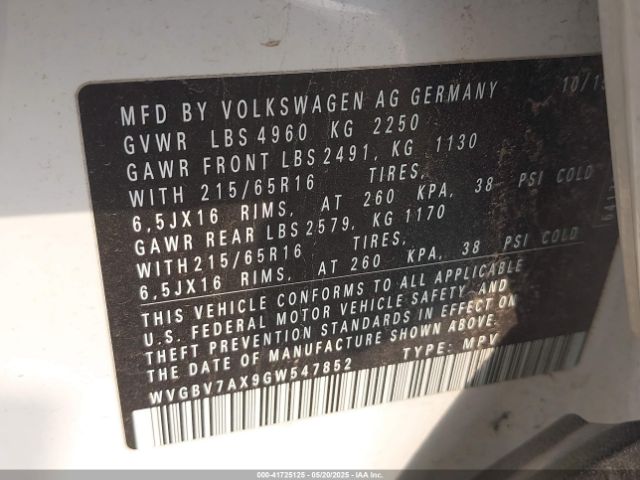 MFD BY VOLKSWAGEN AG GERMANY 10/1
GVWR LBS 4960 KG 2250
GAWR FRONT LBS 2491, KG 1130
WITH 215/65R16 TIRES,
6,5JX16 RIMS, AT 260 KPA, 38 PSI COLD
GAWR REAR LBS 2579, KG 1170
WITH215/65R16 TIRES,
6,5JX16 RIMS, AT 260 KPA, 38 PSI COLD
THIS VEHICLE CONFORMS TO ALL APPLICABLE
U.S. FEDERAL MOTOR VEHICLE SAFETY AND
THEFT PREVENTION STANDARDS IN EFFECT ON
THE DATE OF MANUFACTURE SHOWN ABOVE.
WVGBV7AX9GW547852 TYPE: MPV
000-41725125 - 05/20/2025 - IAAI.COM